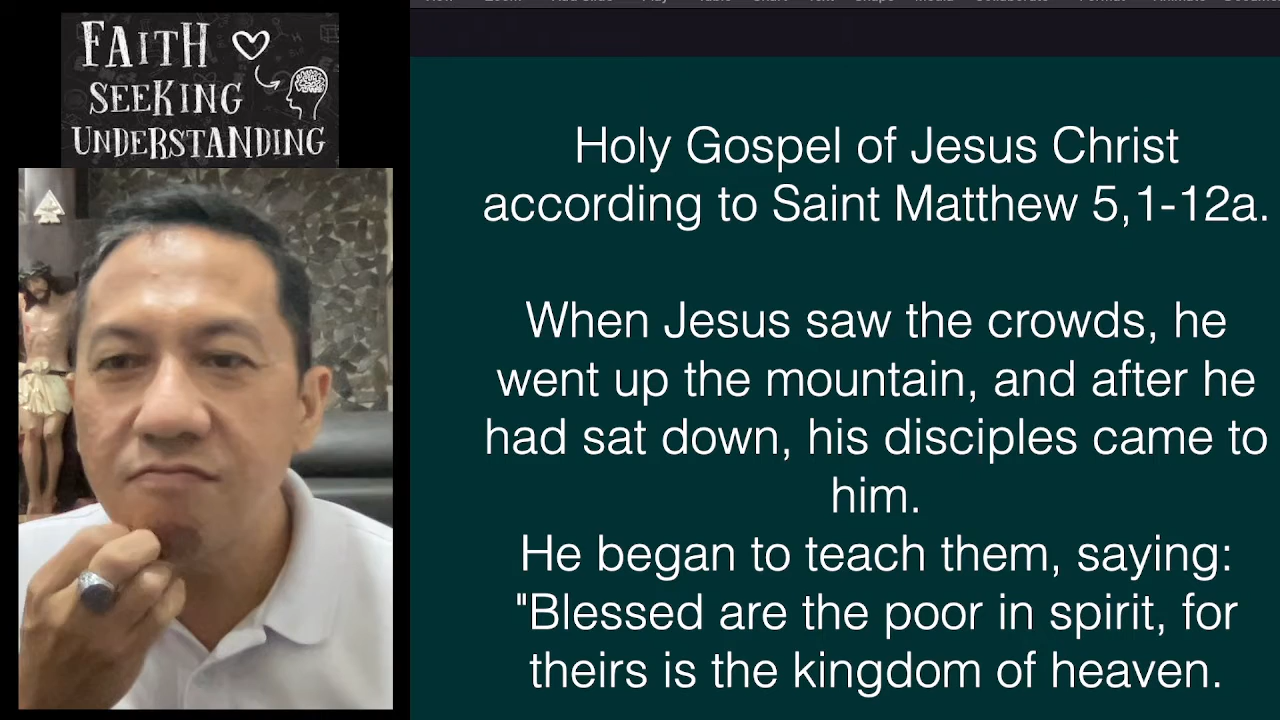 FAITH
SEEKING
UNDERSTANDING
Holy Gospel of Jesus Christ
according to Saint Matthew 5,1-12a.
When Jesus saw the crowds, he
went up the mountain, and after he
had sat down, his disciples came to
him.
He began to teach them, saying:
"Blessed are the poor in spirit, for
theirs is the kingdom of heaven.